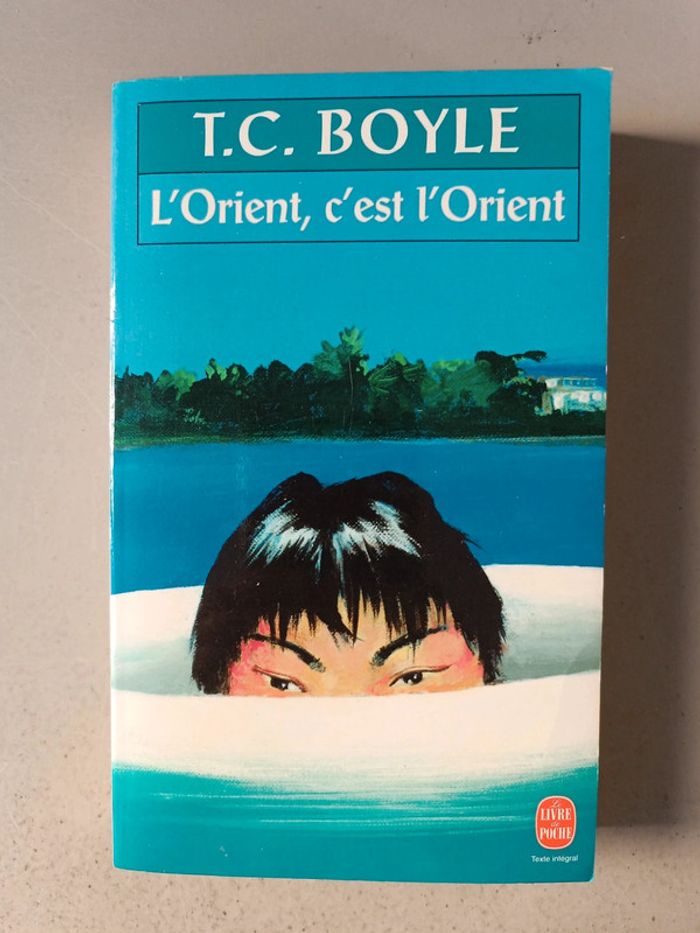 T.C. BOYLE
L'Orient, c'est l'Orient
Le
LIVRE
de
POCHE
Texte intégral